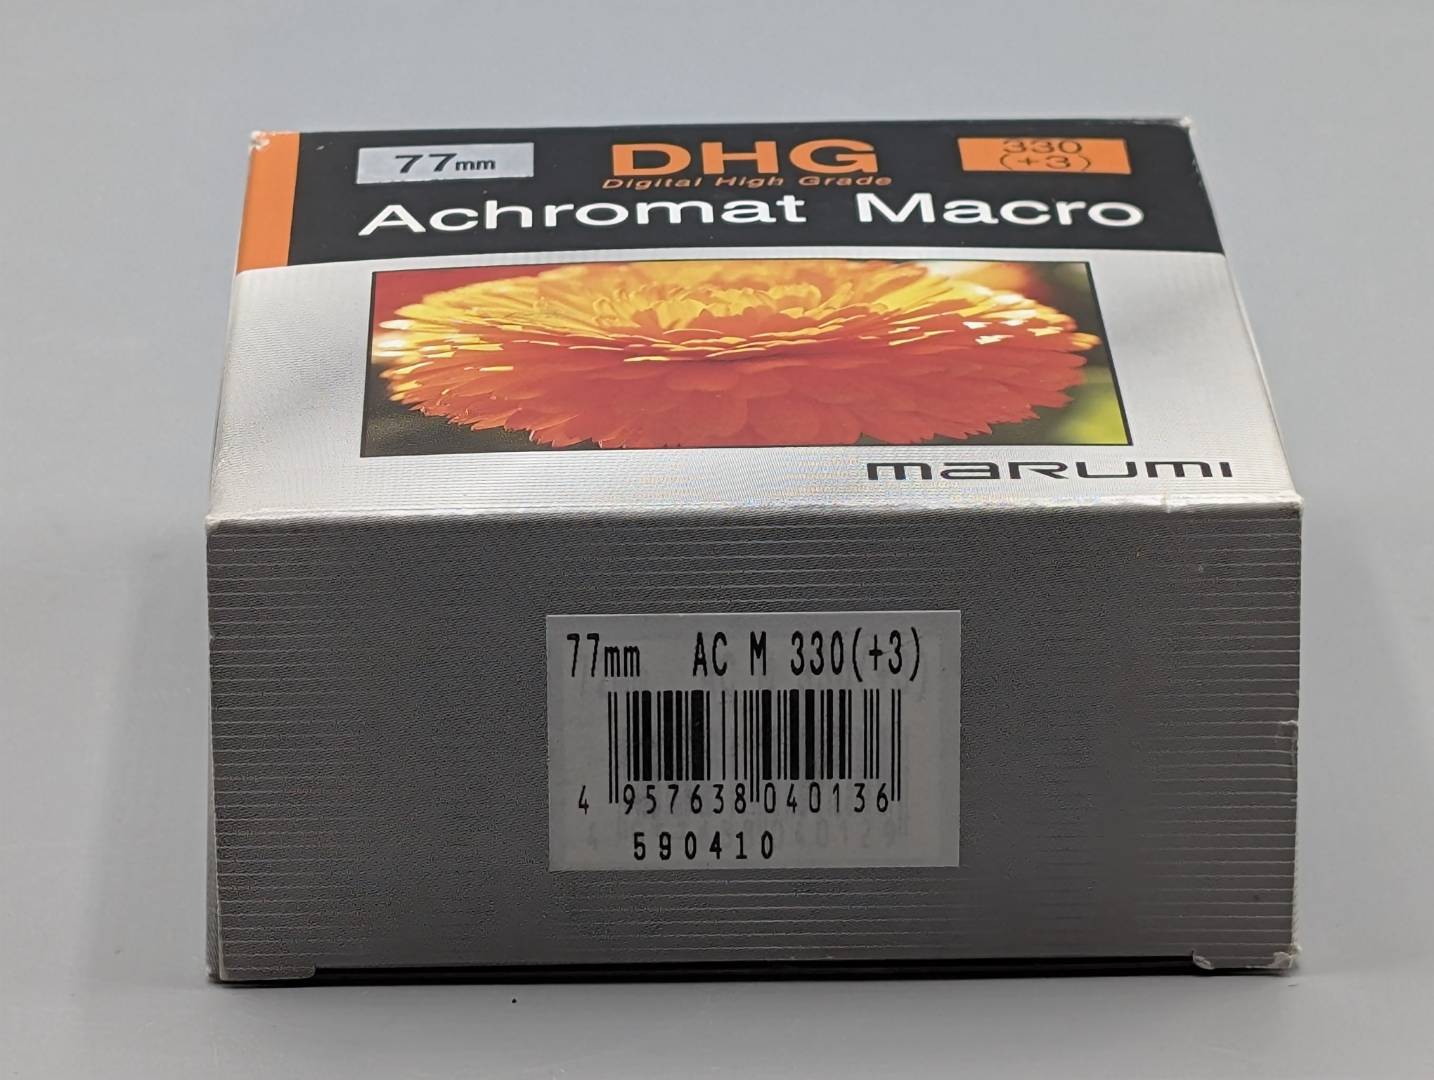 77mm DHG 330
Digital High Grade (+3)
Achromat Macro
marumi
77mm AC M 330(+3)
4 957638 040136
590410